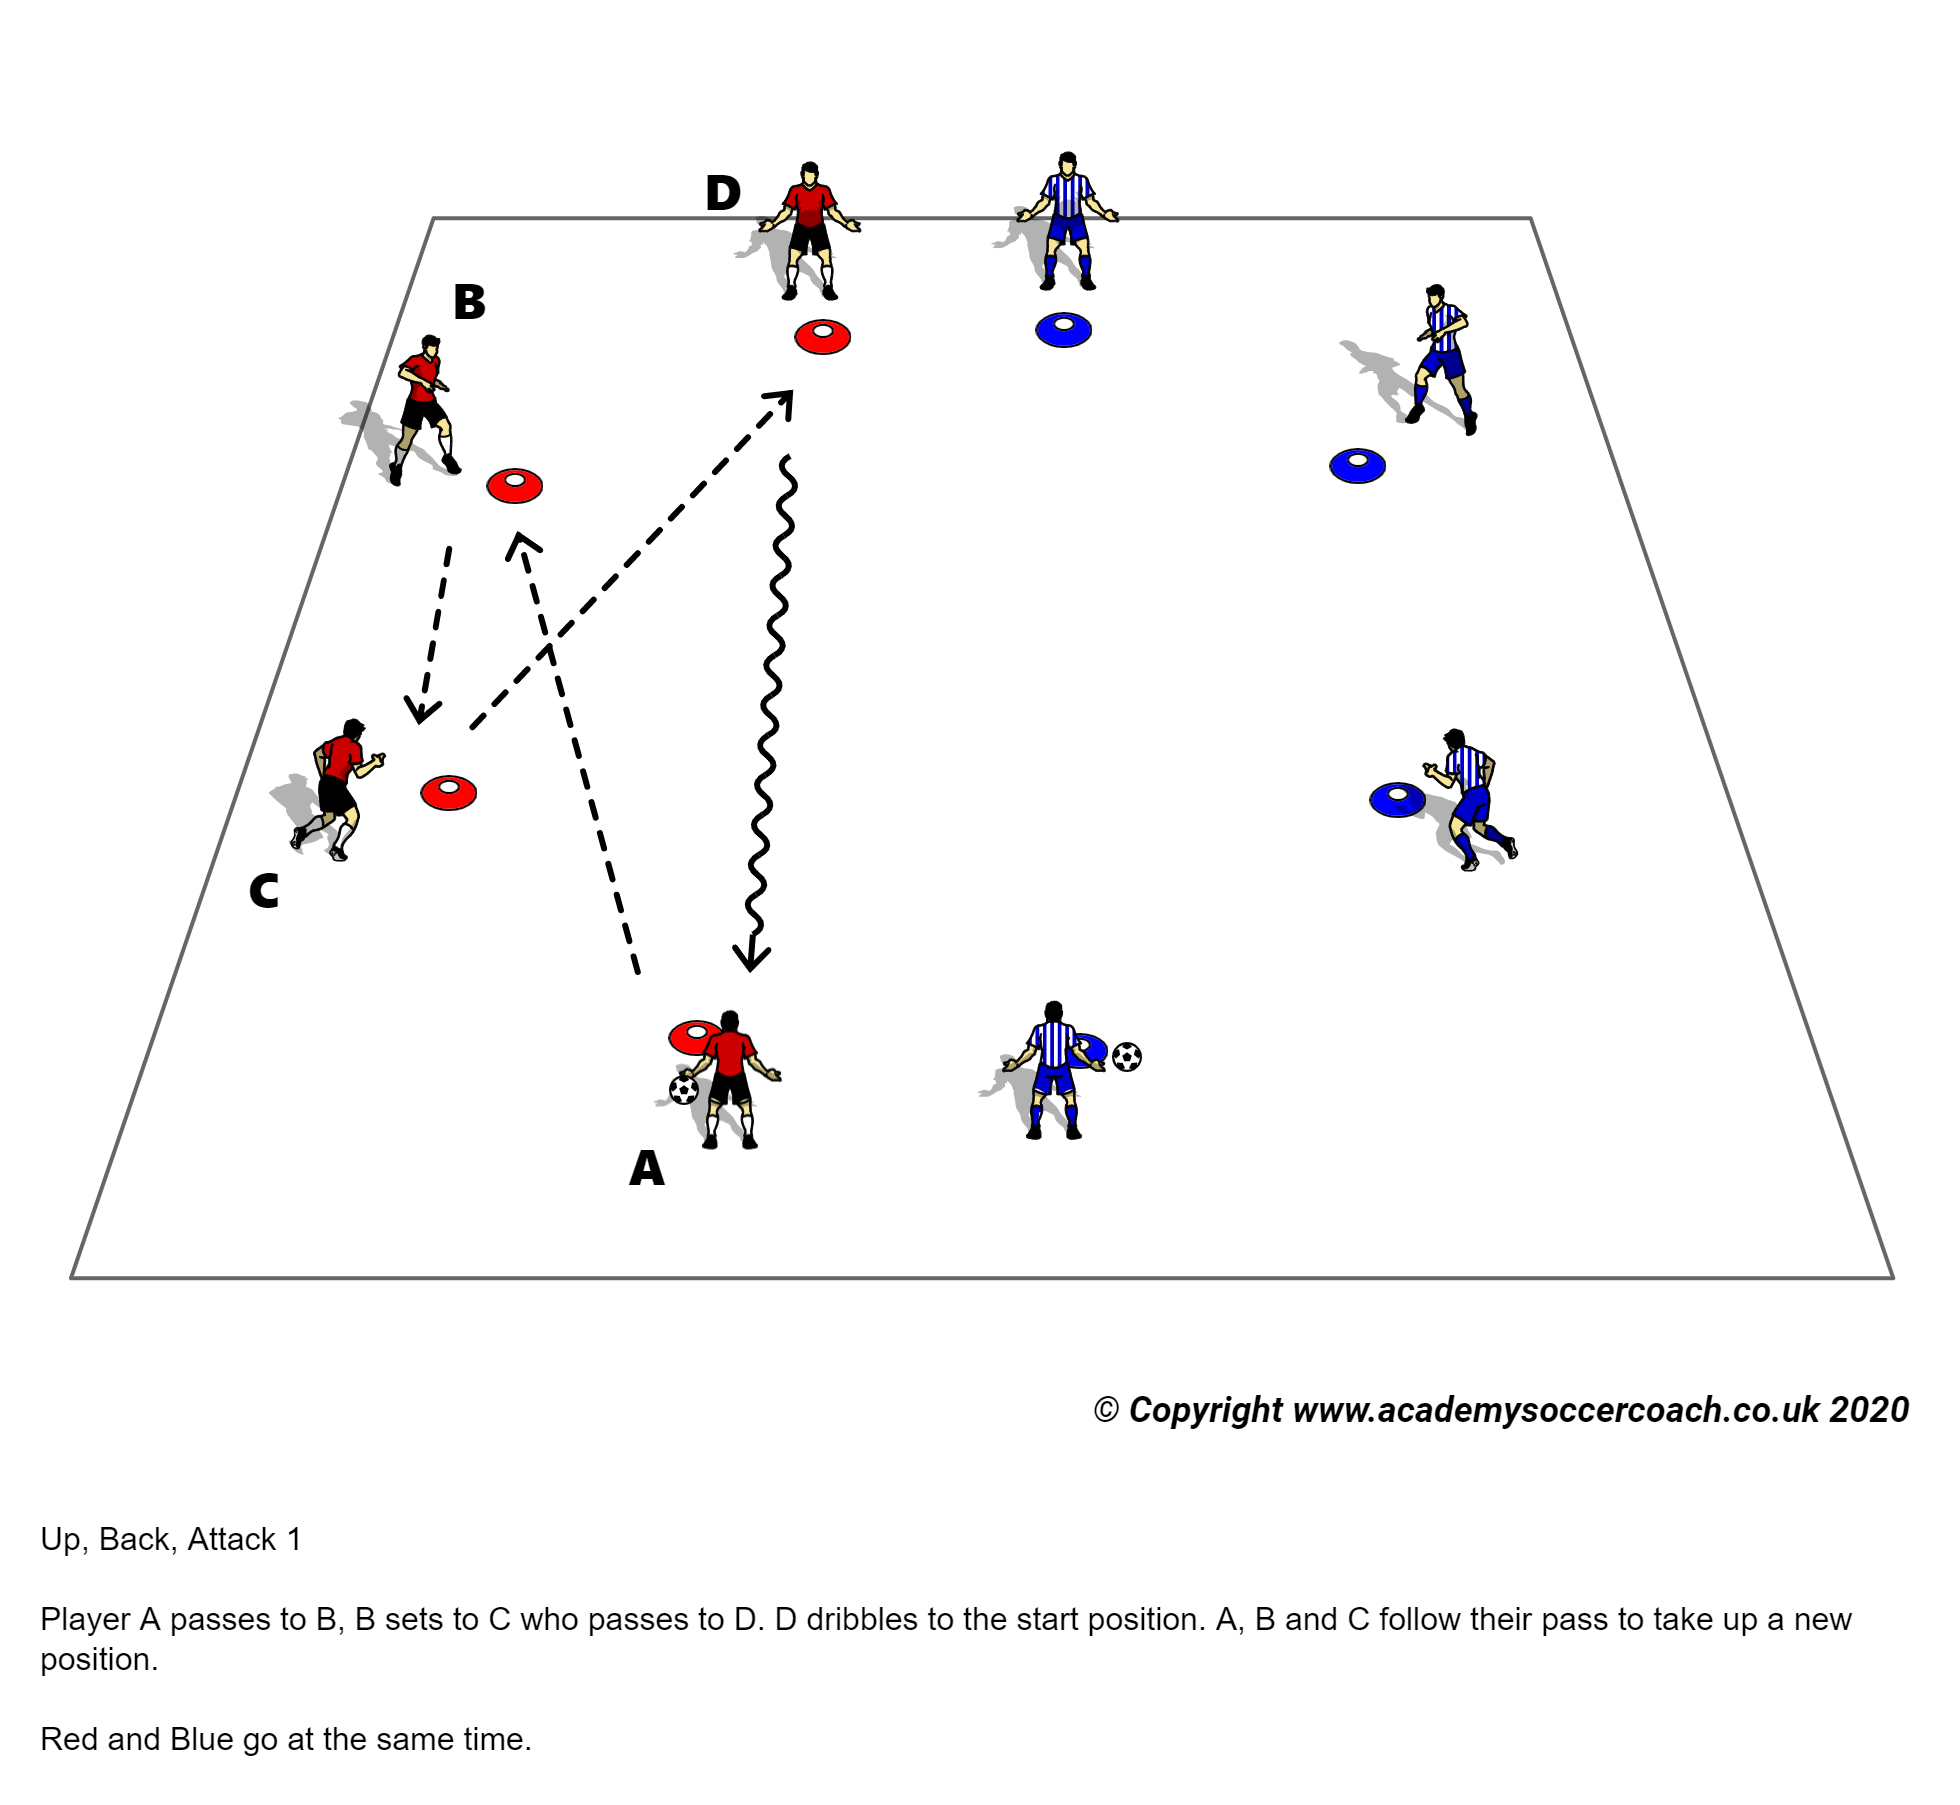 D
B
C
A
© Copyright www.academysoccercoach.co.uk 2020
Up, Back, Attack 1
Player A passes to B, B sets to C who passes to D. D dribbles to the start position. A, B and C follow their pass to take up a new
position.
Red and Blue go at the same time.